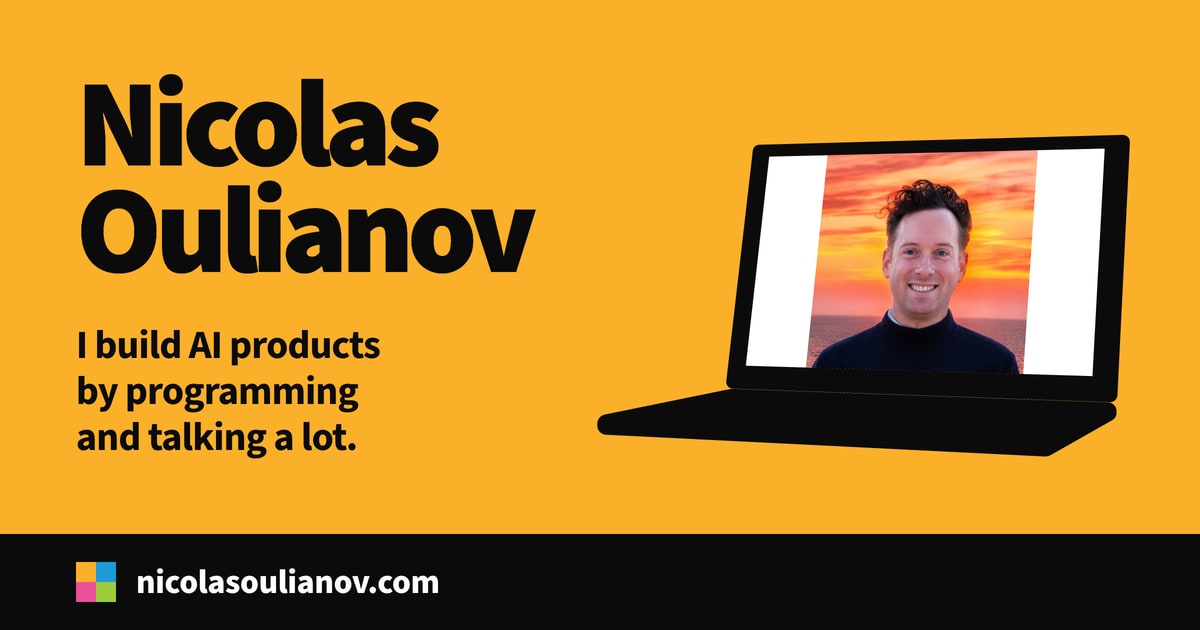 Nicolas
Oulianov
I build AI products
by programming
and talking a lot.
nicolasoulianov.com